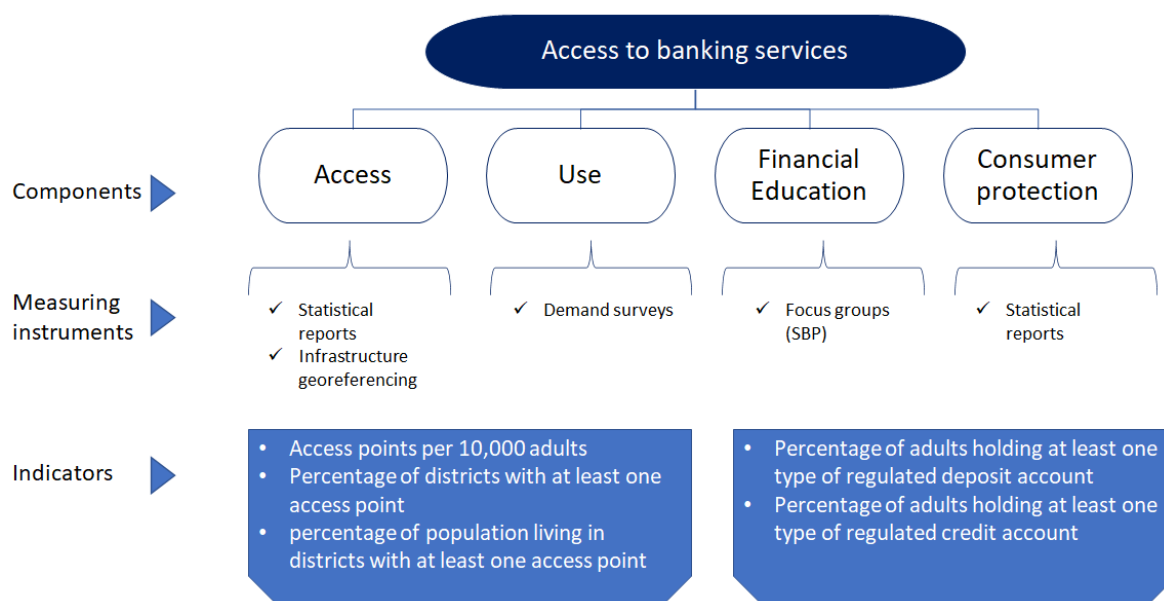 Access to banking services
Components
Access
Use
Financial
Education
Consumer
protection
Measuring
instruments
✓ Statistical
reports
✓ Infrastructure
georeferencing
✓ Demand surveys
✓ Focus groups
(SBP)
✓ Statistical
reports
Indicators
• Access points per 10,000 adults
• Percentage of districts with at least one
access point
• percentage of population living in
districts with at least one access point
• Percentage of adults holding at least one
type of regulated deposit account
• Percentage of adults holding at least one
type of regulated credit account